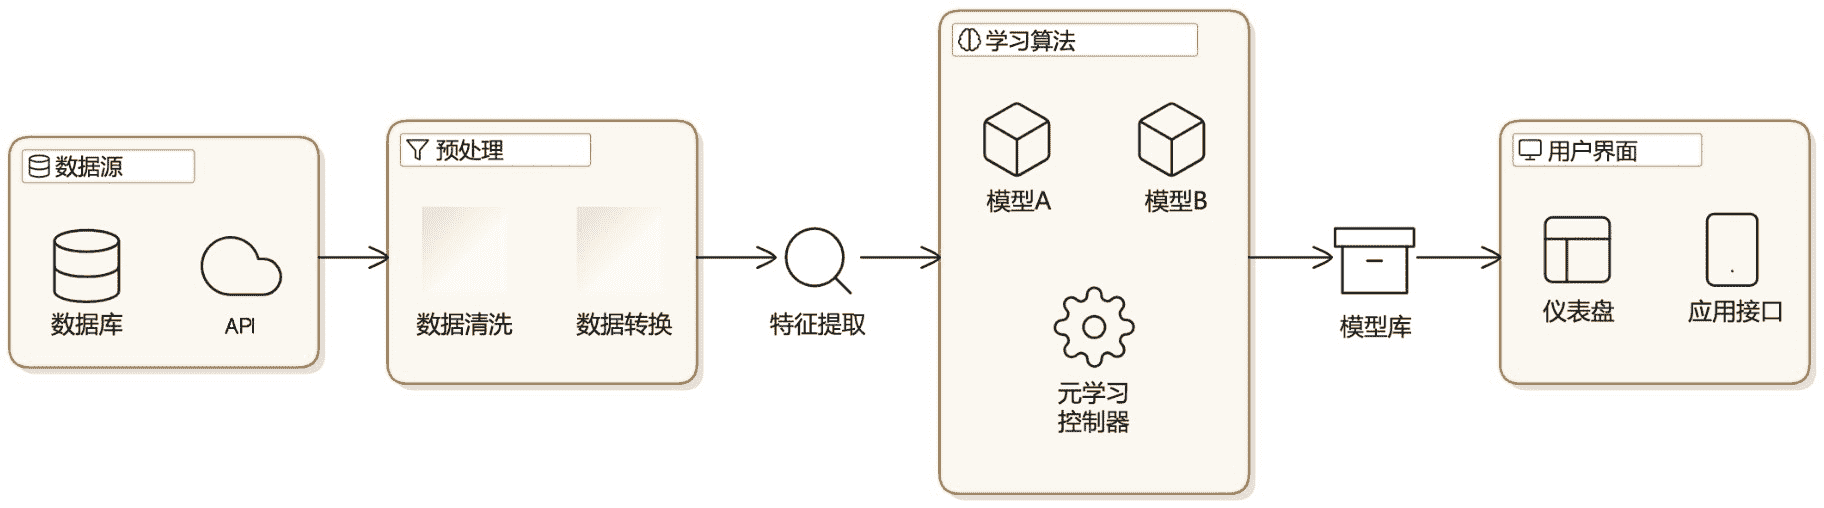 数据源
数据库
API
预处理
数据清洗
数据转换
特征提取
学习算法
模型A
模型B
元学习
控制器
模型库
用户界面
仪表盘
应用接口